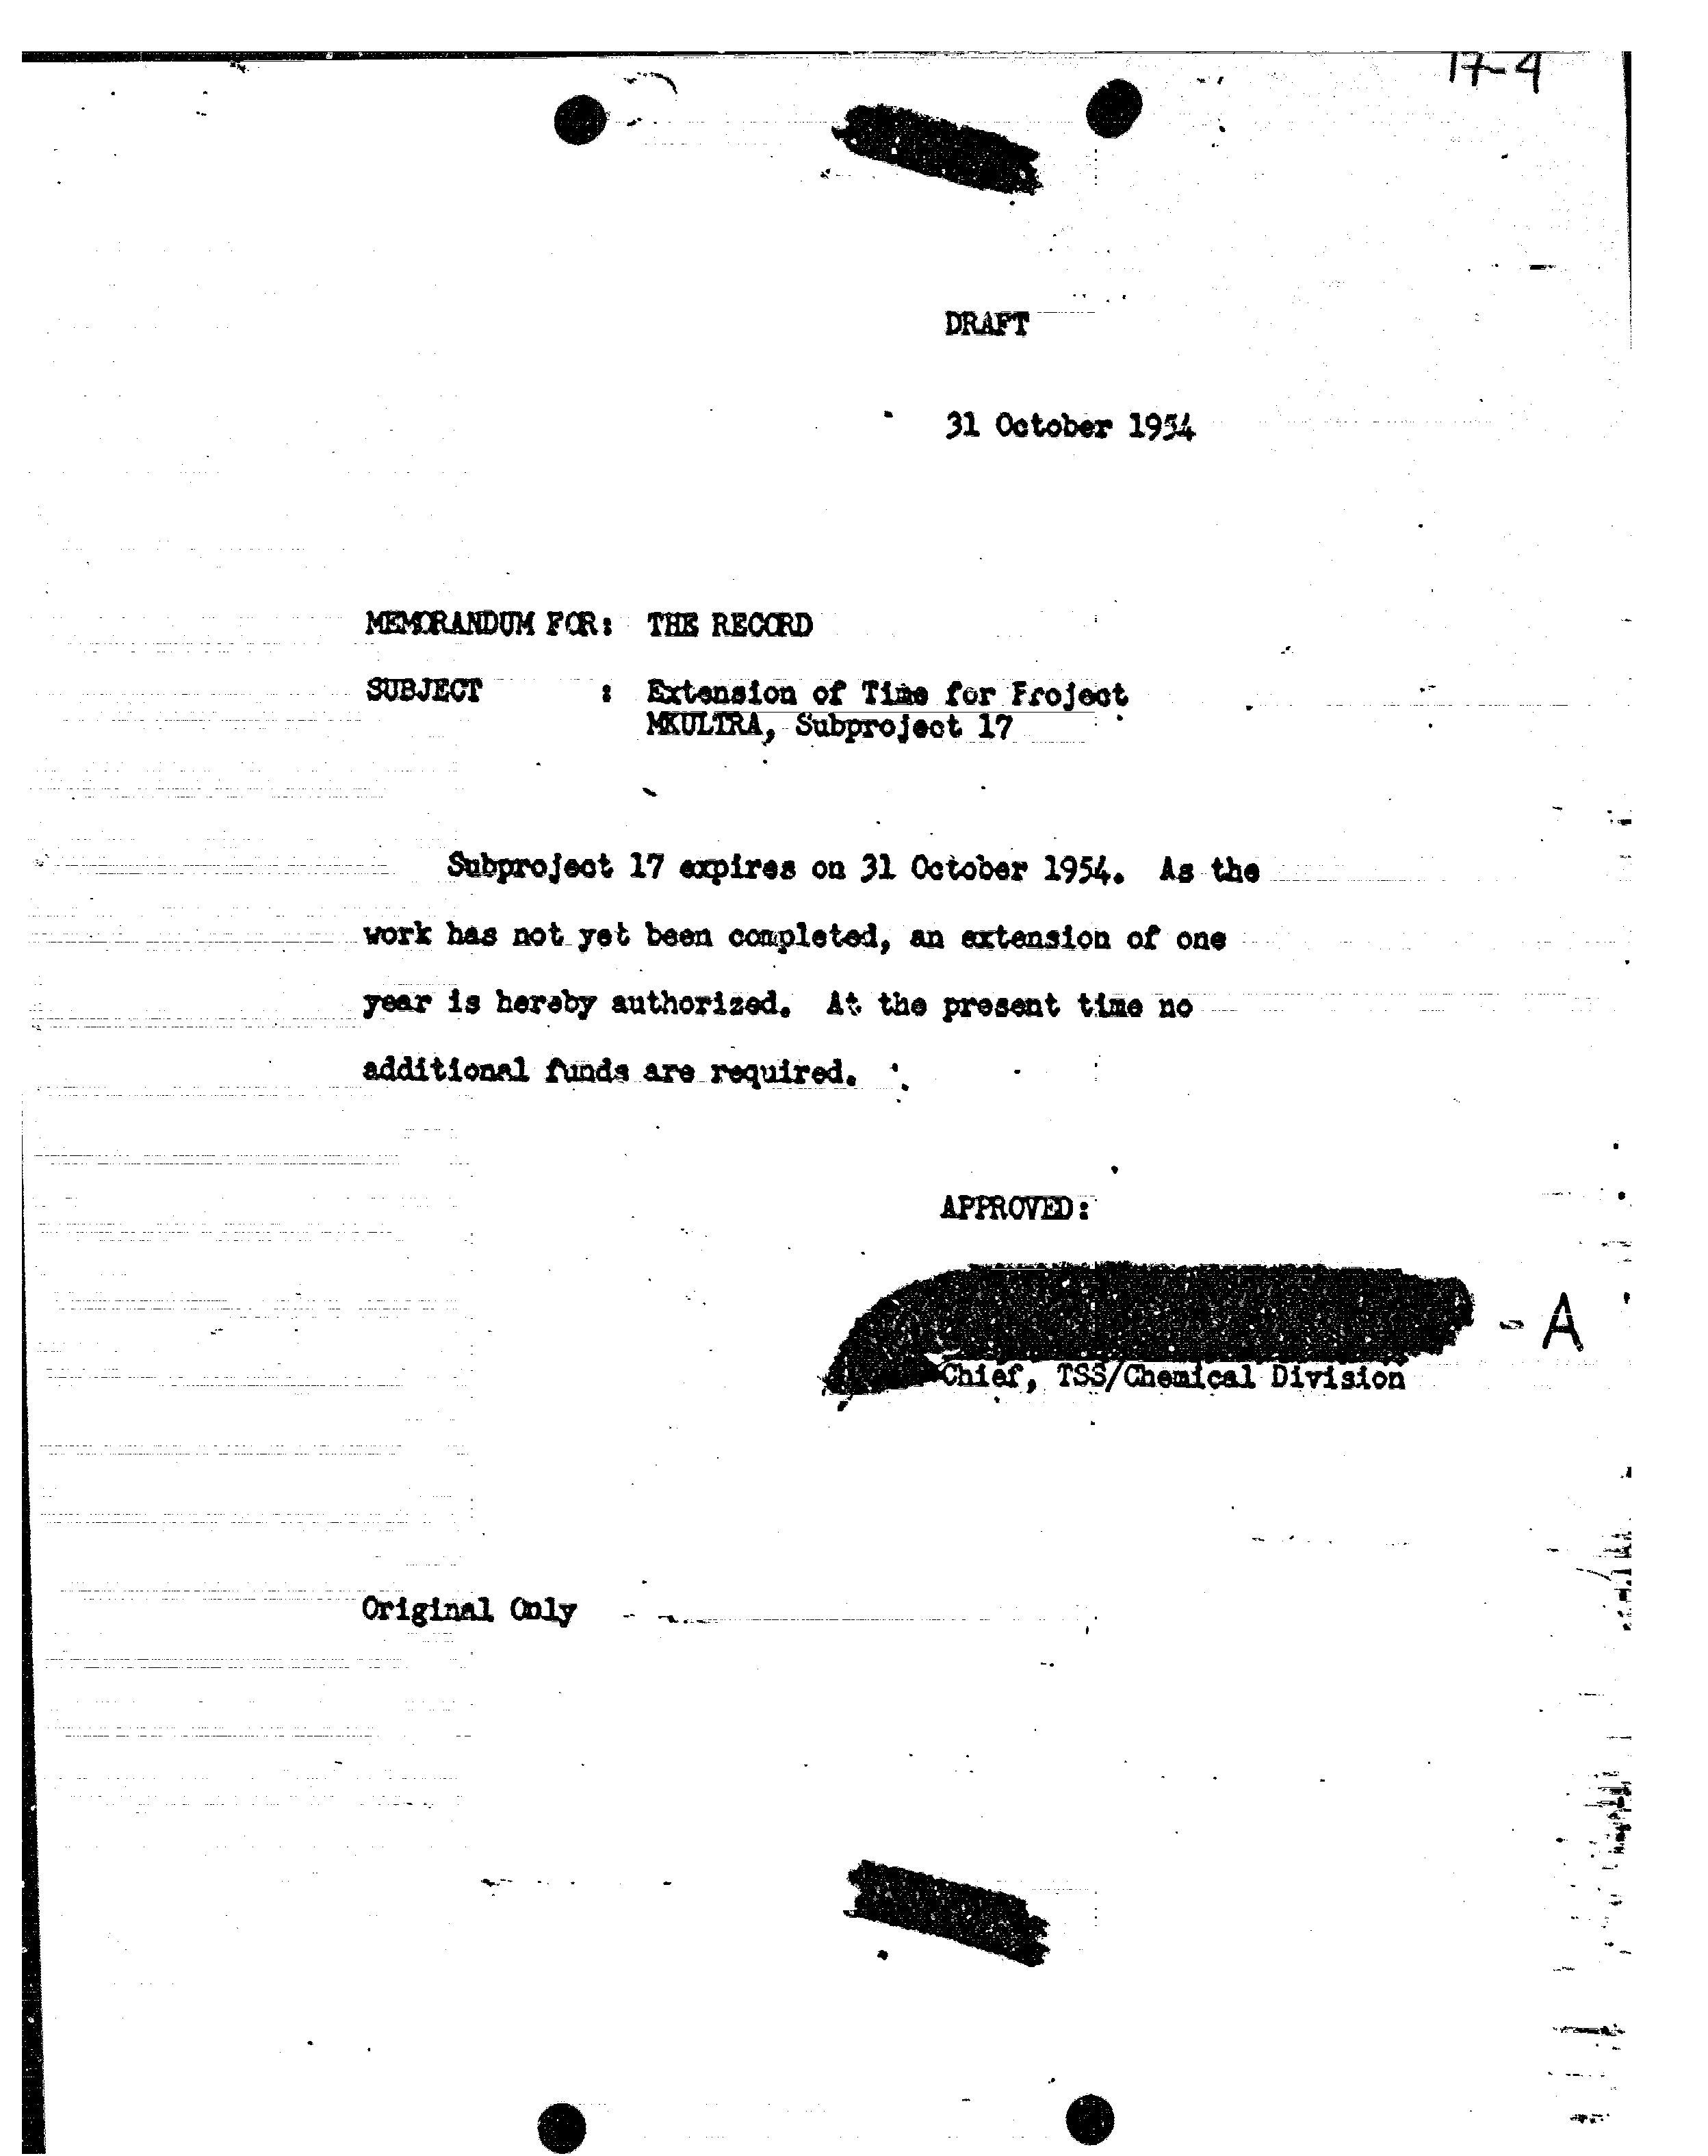 17-4
DRAFT
31 October 1954
MEMORANDUM FOR: THE RECORD
SUBJECT : Extension of Time for Project
MKULTRA, Subproject 17
Subproject 17 expires on 31 October 1954. As the
work has not yet been completed, an extension of one
year is hereby authorized. At the present time no
additional funds are required.
APPROVED:
- A
Chief, TSS/Chemical Division
Original Only